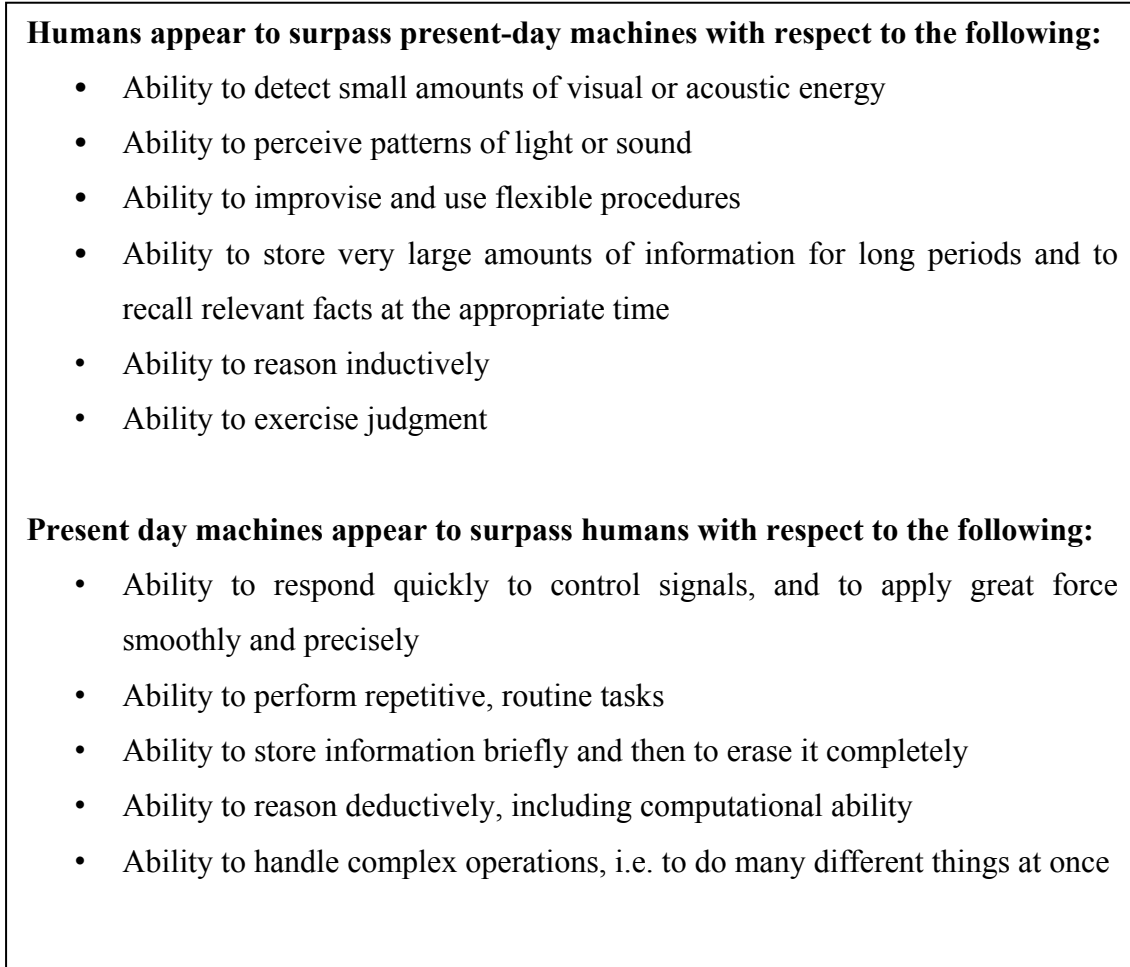 Humans appear to surpass present-day machines with respect to the following:
• Ability to detect small amounts of visual or acoustic energy
• Ability to perceive patterns of light or sound
• Ability to improvise and use flexible procedures
• Ability to store very large amounts of information for long periods and to
recall relevant facts at the appropriate time
• Ability to reason inductively
• Ability to exercise judgment
Present day machines appear to surpass humans with respect to the following:
• Ability to respond quickly to control signals, and to apply great force
smoothly and precisely
• Ability to perform repetitive, routine tasks
• Ability to store information briefly and then to erase it completely
• Ability to reason deductively, including computational ability
• Ability to handle complex operations, i.e. to do many different things at once